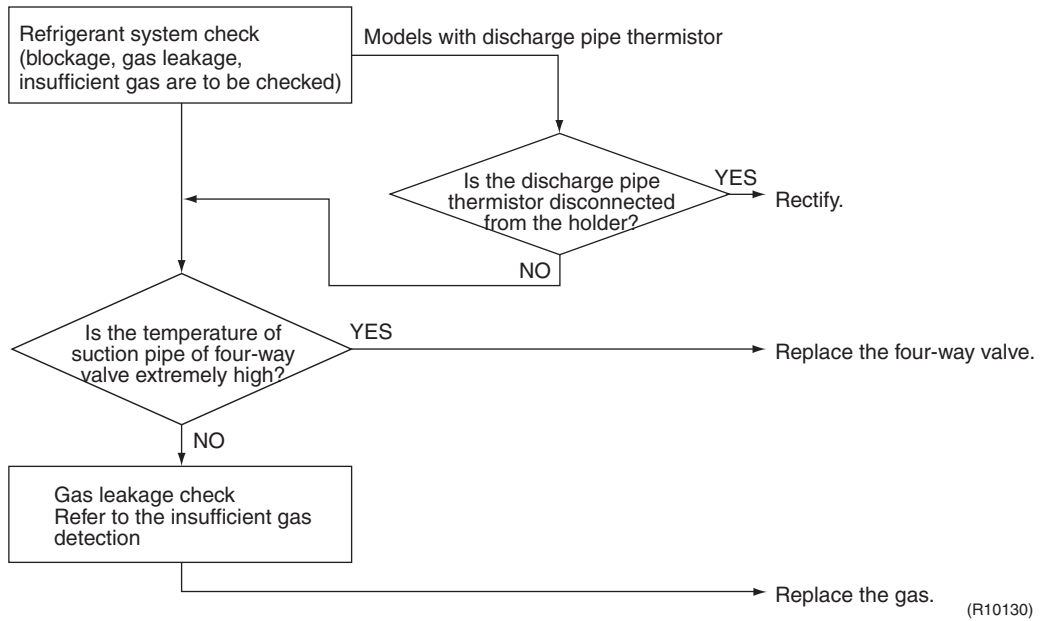 Refrigerant system check
(blockage, gas leakage,
insufficient gas are to be checked)
Models with discharge pipe thermistor
Is the discharge pipe
thermistor disconnected
from the holder?
YES
Rectify.
NO
Is the temperature of
suction pipe of four-way
valve extremely high?
YES
Replace the four-way valve.
NO
Gas leakage check
Refer to the insufficient gas
detection
Replace the gas.
(R10130)